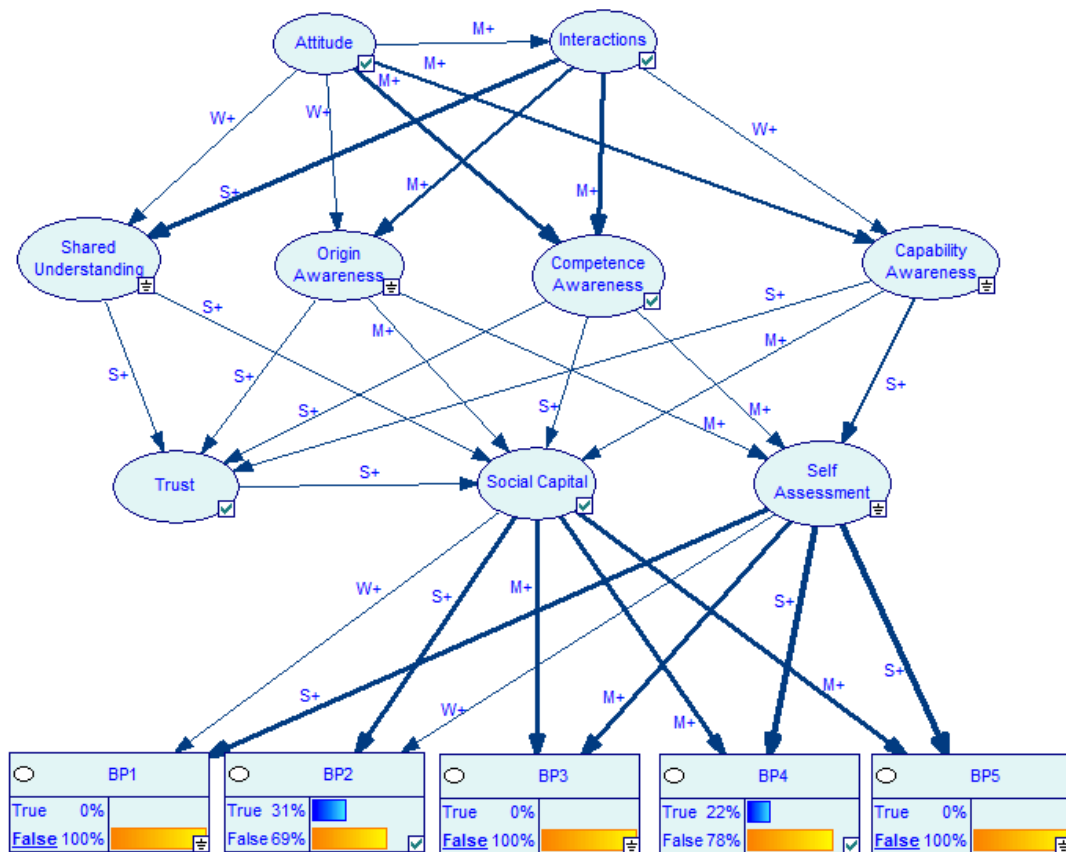 Attitude
M+
Interactions
M+
M+
W+
W+
W+
S+
M+
M+
Shared
Understanding
Origin
Awareness
Competence
Awareness
Capability
Awareness
S+
M+
S+
M+
S+
S+
S+
S+
M+
M+
Trust
S+
Social Capital
Self
Assessment
W+
S+
M+
S+
S+
S+
W+
M+
M+
M+
BP1
BP2
BP3
BP4
BP5
True 0%
True 31%
True 0%
True 22%
True 0%
False 100%
False 69%
False 100%
False 78%
False 100%